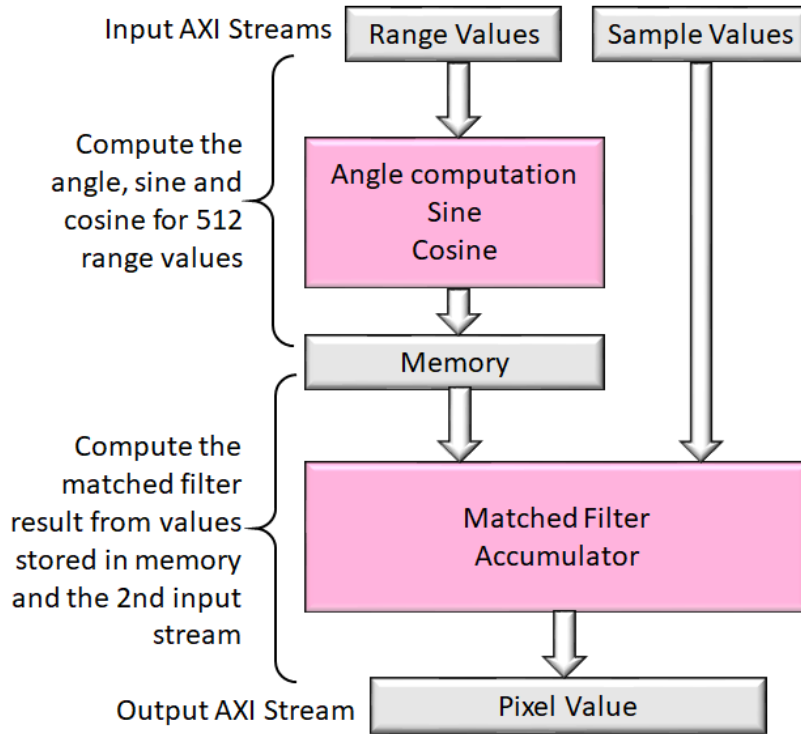 Input AXI Streams
Range Values
Sample Values
Compute the
angle, sine and
cosine for 512
range values
Angle computation
Sine
Cosine
Memory
Compute the
matched filter
result from values
stored in memory
and the 2nd input
stream
Matched Filter
Accumulator
Output AXI Stream
Pixel Value